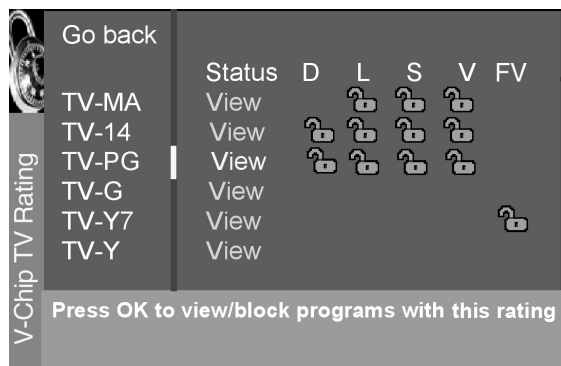 Go back
Status D L S V FV
TV-MA View
TV-14 View
TV-PG View
TV-G View
TV-Y7 View
TV-Y View
V-Chip TV Rating
Press OK to view/block programs with this rating